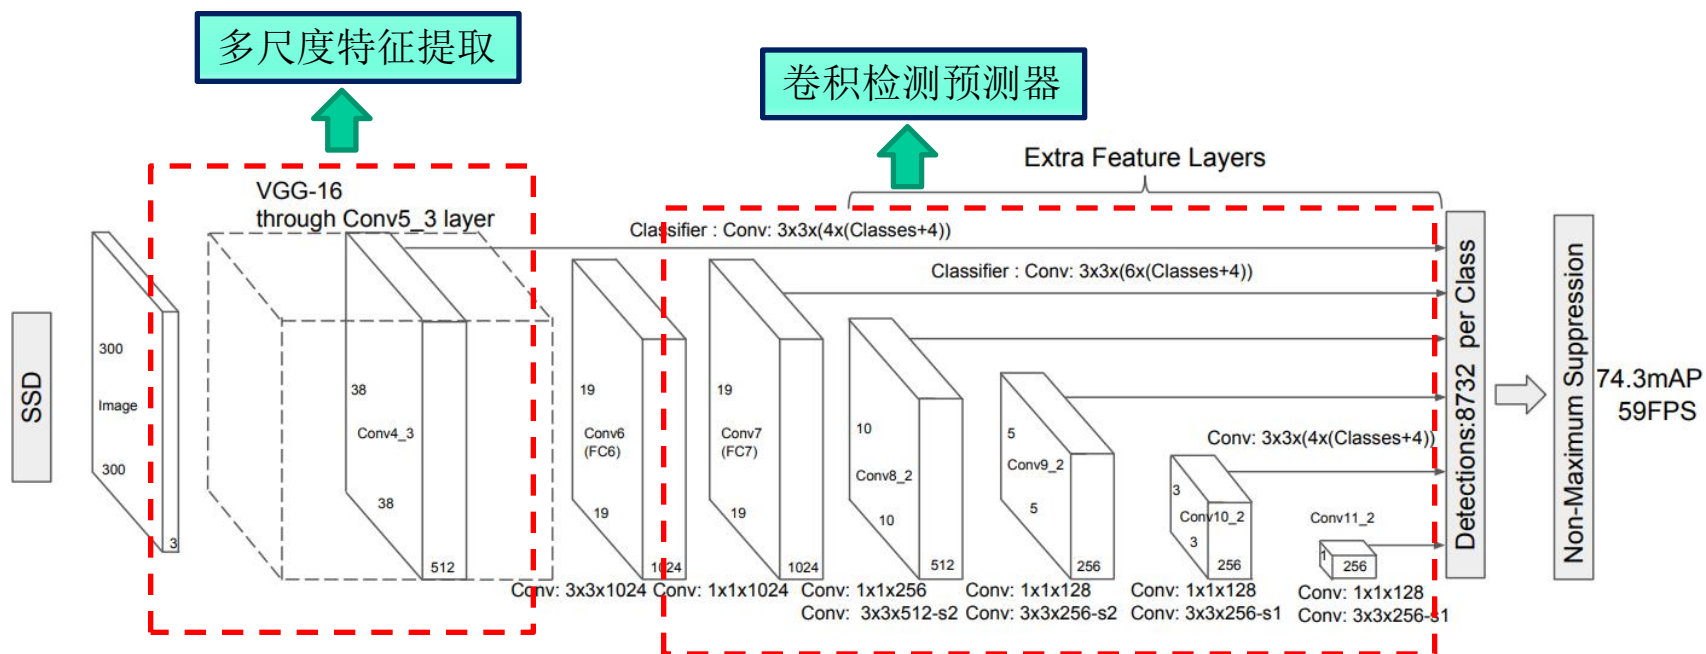 多尺度特征提取
卷积检测预测器
Extra Feature Layers
VGG-16
through Conv5_3 layer
Classifier : Conv: 3x3x(4x(Classes+4))
Classifier : Conv: 3x3x(6x(Classes+4))
Conv: 3x3x(4x(Classes+4))
SSD
300
Image
300
3
38
Conv4_3
38
512
19
Conv6
(FC6)
19
1024
19
Conv7
(FC7)
19
1024
10
Conv8_2
10
512
5
Conv9_2
5
256
3
Conv10_2
3
256
Conv11_2
1
256
Conv: 3x3x1024
Conv: 1x1x1024
Conv: 1x1x256
Conv: 3x3x512-s2
Conv: 1x1x128
Conv: 3x3x256-s2
Conv: 1x1x128
Conv: 3x3x256-s1
Conv: 1x1x128
Conv: 3x3x256-s1
Detections:8732 per Class
Non-Maximum Suppression
74.3mAP
59FPS